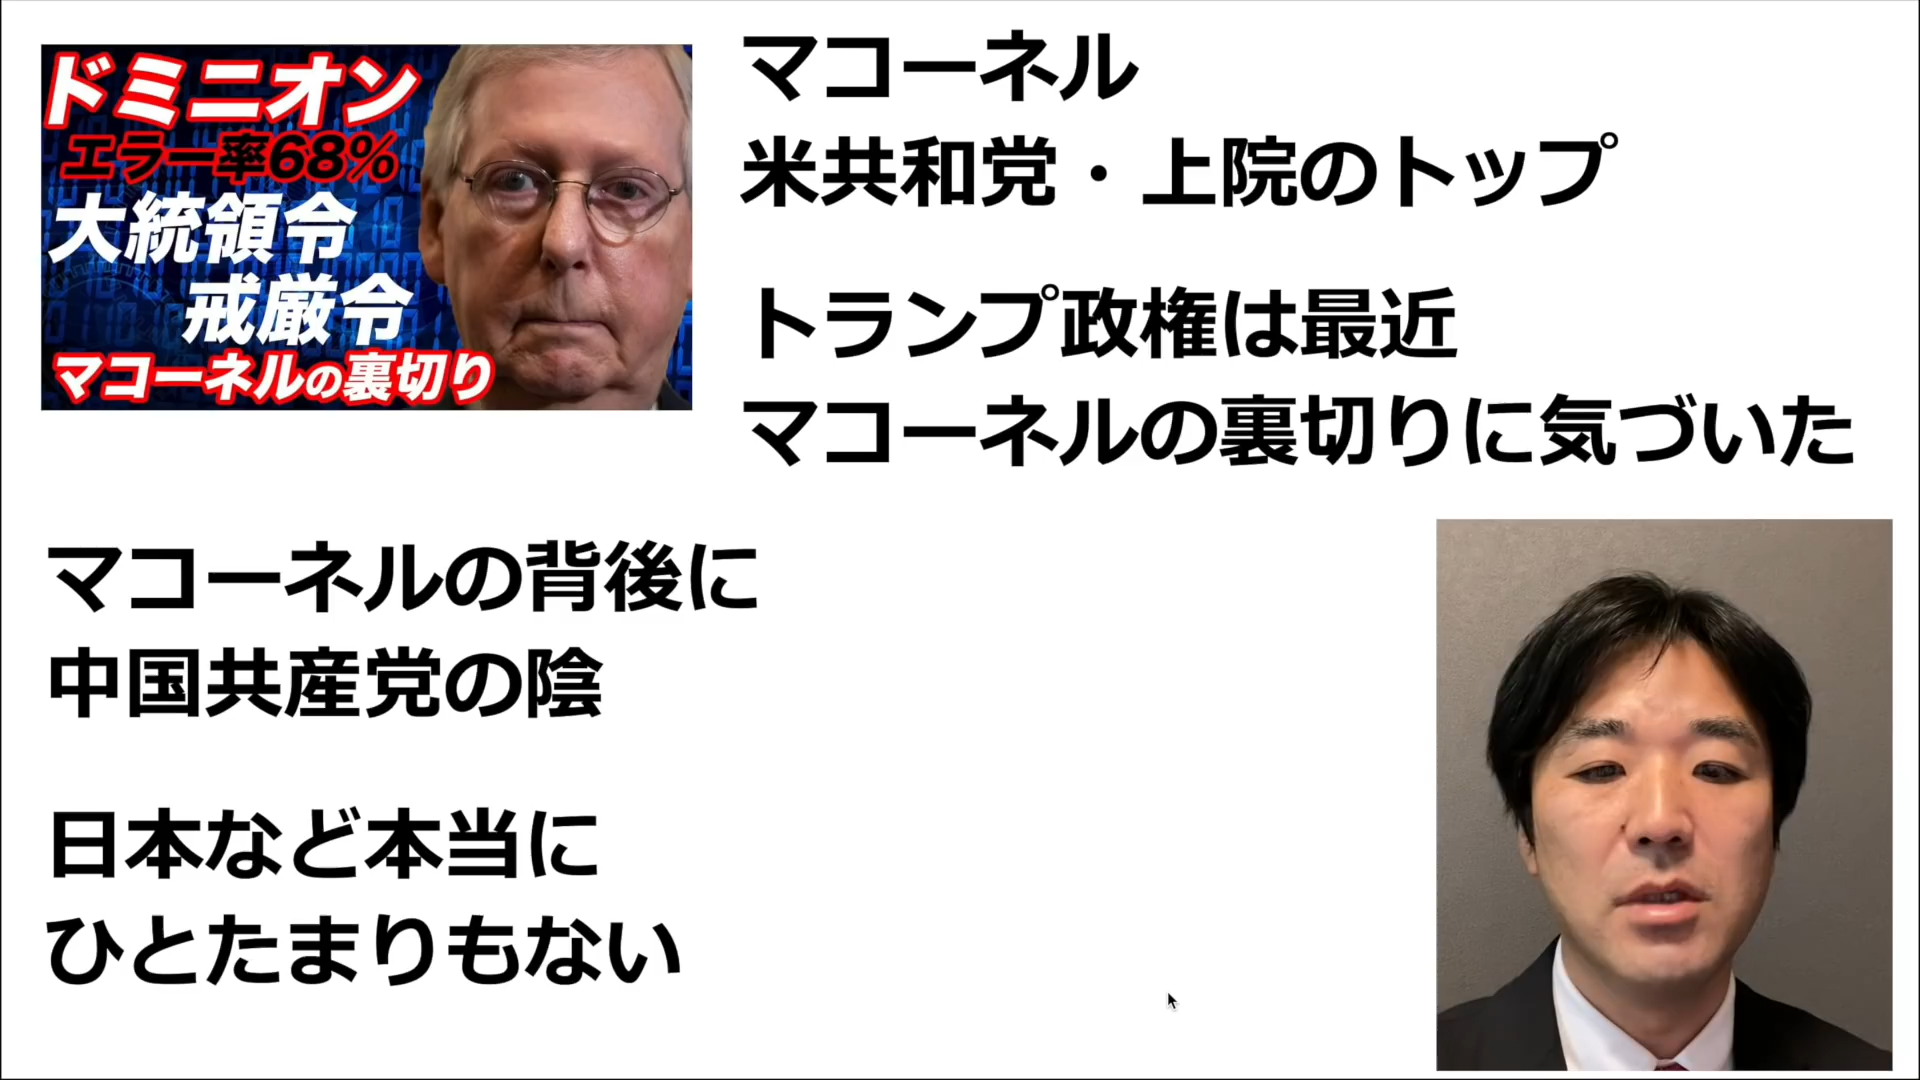 ドミニオン
エラー率68%
大統領令
戒厳令
マコーネルの裏切り
マコーネル
米共和党・上院のトップ
トランプ政権は最近
マコーネルの裏切りに気づいた
マコーネルの背後に
中国共産党の陰
日本など本当に
ひとたまりもない